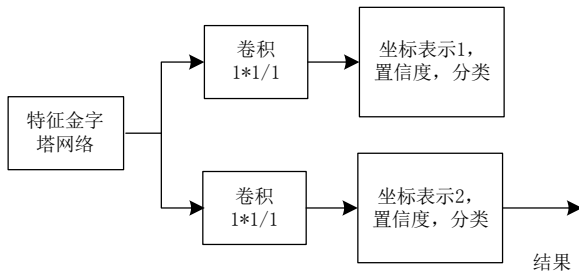 特征金字
塔网络
卷积
1*1/1
坐标表示1，
置信度，分类
卷积
1*1/1
坐标表示2，
置信度，分类
结果